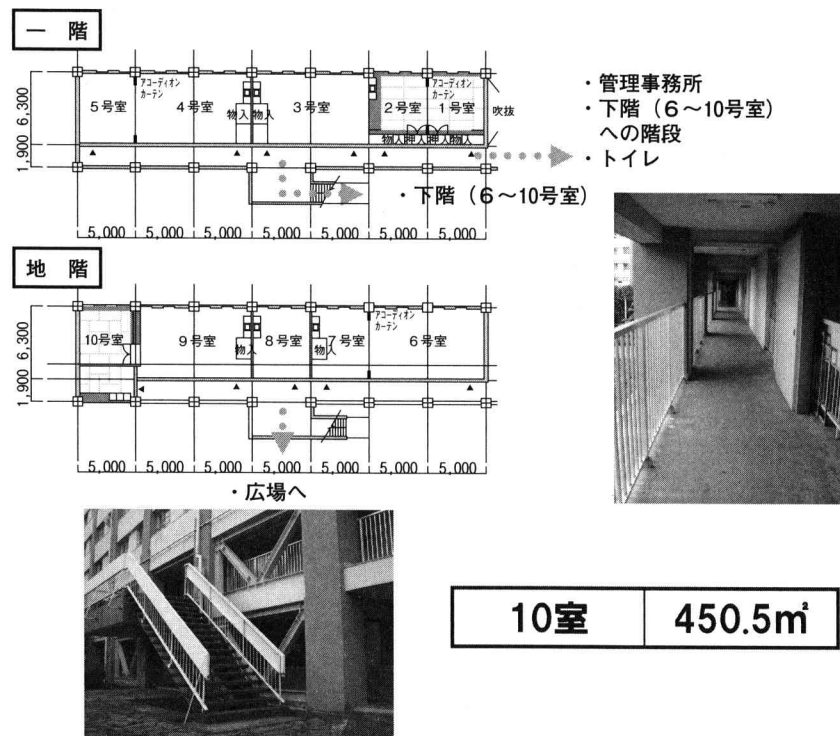 一 階
アコーディオン
カーテン
アコーディオン
カーテン
5号室
4号室
3号室
2号室
1号室
物入
物入
吹抜
物入
押入
押入
物入
6,300
1,900
・管理事務所
・下階（6～10号室）
への階段
・トイレ
・下階（6～10号室）
5,000 5,000 5,000 5,000 5,000 5,000 5,000
地 階
アコーディオン
カーテン
10号室
9号室
8号室
7号室
6号室
物入
物入
6,300
1,900
5,000 5,000 5,000 5,000 5,000 5,000 5,000
・広場へ
10室
450.5㎡